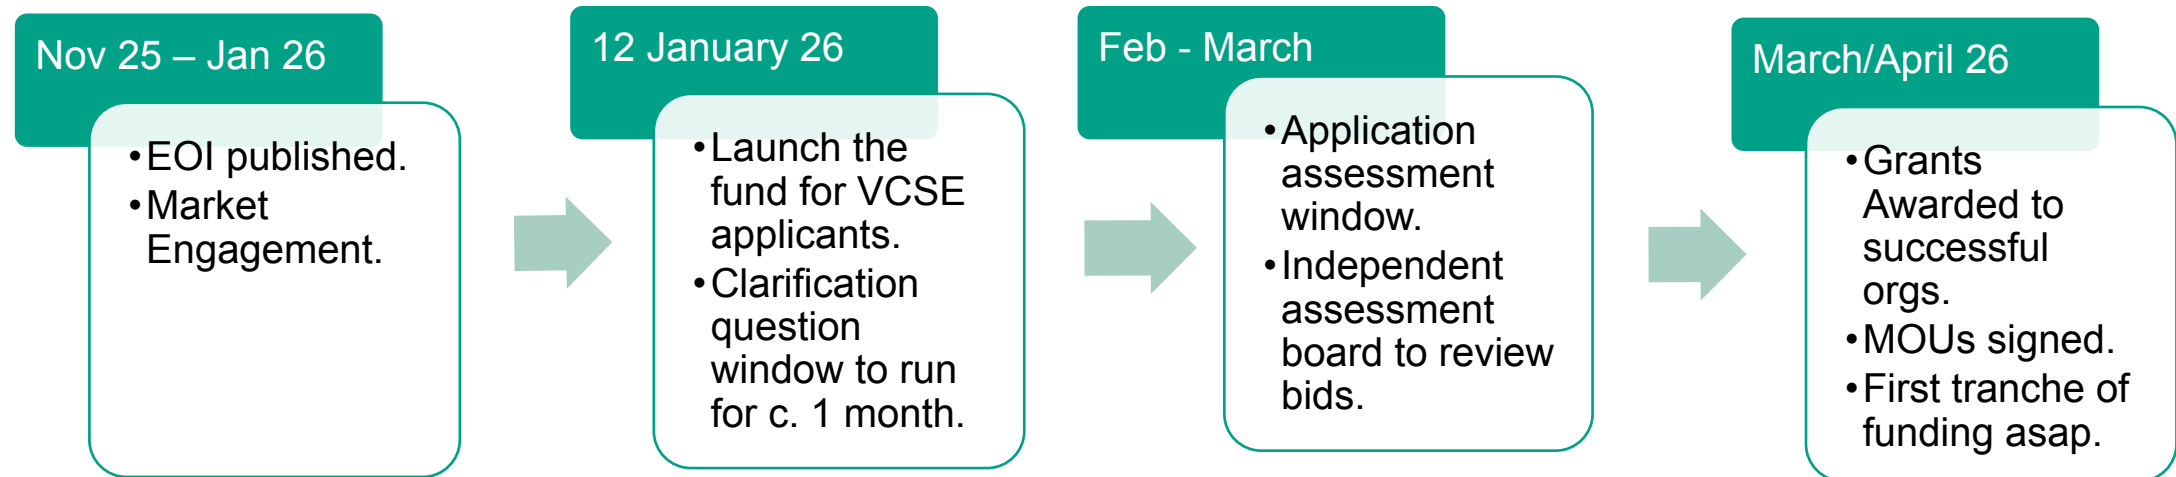 Nov 25 – Jan 26
•EOI published.
•Market
Engagement.
12 January 26
•Launch the
fund for VCSE
applicants.
•Clarification
question
window to run
for c. 1 month.
Feb - March
•Application
assessment
window.
•Independent
assessment
board to review
bids.
March/April 26
•Grants
Awarded to
successful
orgs.
•MOUs signed.
•First tranche of
funding asap.